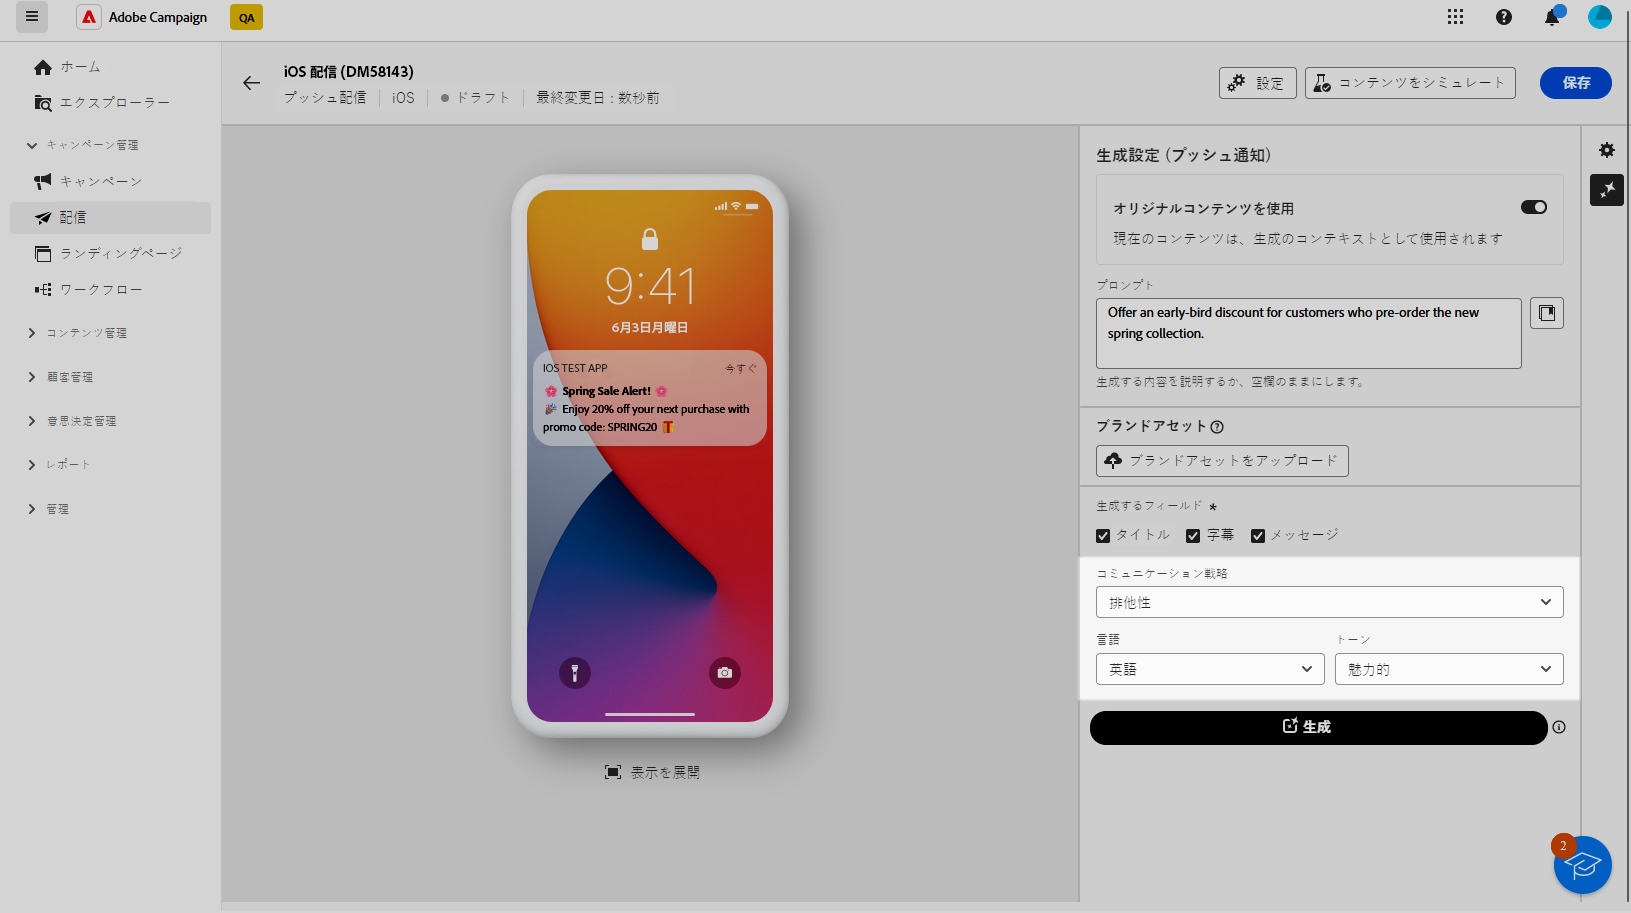 Adobe Campaign
QA
ホーム
エクスプローラー
キャンペーン管理
キャンペーン
配信
ランディングページ
ワークフロー
コンテンツ管理
顧客管理
意思決定管理
レポート
管理
iOS 配信 (DM58143)
プッシュ配信
iOS
ドラフト
最終変更日 : 数秒前
設定
コンテンツをシミュレート
保存
9:41
6月3日月曜日
IOS TEST APP
今すぐ
🌸 Spring Sale Alert! 🌸
🎉 Enjoy 20% off your next purchase with
promo code: SPRING20 🎁
表示を展開
生成設定 (プッシュ通知)
オリジナルコンテンツを使用
現在のコンテンツは、生成のコンテキストとして使用されます
プロンプト
Offer an early-bird discount for customers who pre-order the new
spring collection.
生成する内容を説明するか、空欄のままにします。
ブランドアセット
ブランドアセットをアップロード
生成するフィールド *
タイトル
字幕
メッセージ
コミュニケーション戦略
排他性
言語
トーン
英語
魅力的
生成
2